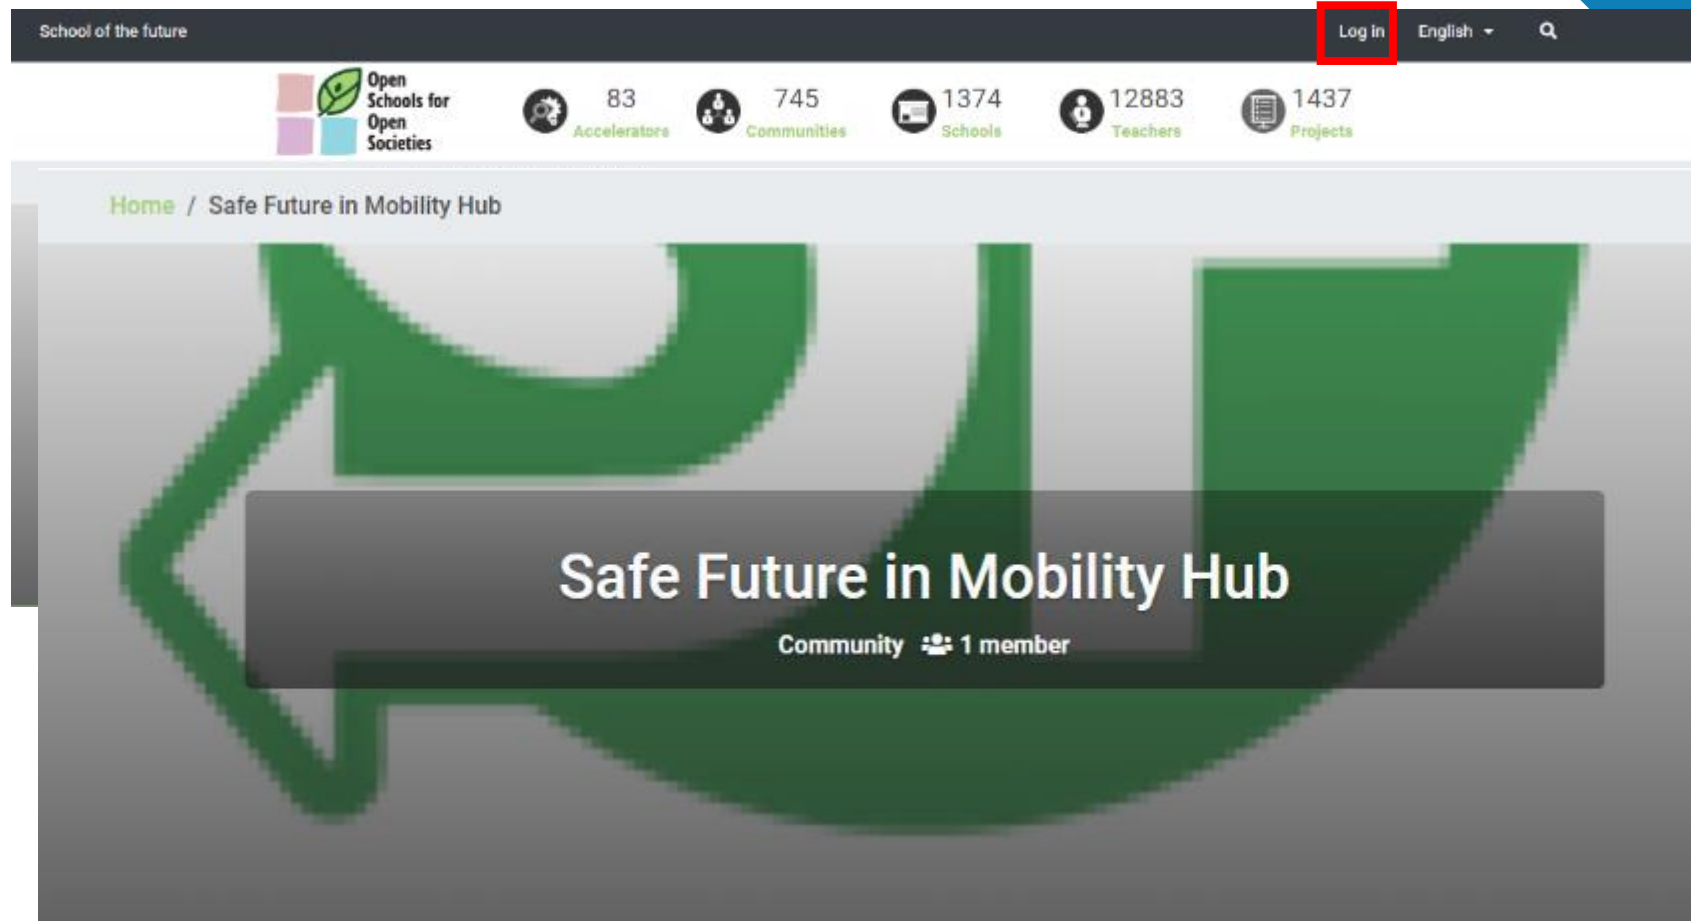 School of the future
Log in English
Open
Schools for
Open
Societies
83
Accelerators
745
Communities
1374
Schools
12883
Teachers
1437
Projects
Home / Safe Future in Mobility Hub
Safe Future in Mobility Hub
Community 1 member